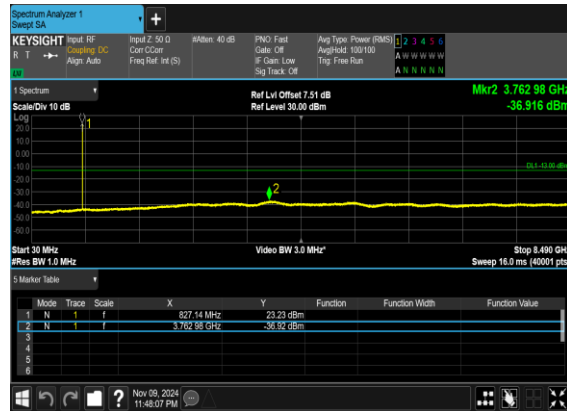 Spectrum Analyzer 1
Swept SA
+
KEYSIGHT Input: RF Input Z: 50 Ω #Atten: 40 dB PNO: Fast Avg Type: Power (RMS) 1 2 3 4 5 6
R T Coupling: DC Corr CCorr Gate: Off Avg|Hold: 100/100 A W W W W W
Align: Auto Freq Ref: Int (S) IF Gain: Low Trig: Free Run
Sig Track: Off A N N N N N
1 Spectrum Ref Lvl Offset 7.51 dB Mkr2 3.762 98 GHz
Scale/Div 10 dB Ref Level 30.00 dBm -36.916 dBm
Log
1
20.0
10.0
0.00
-10.0
DL1 -13.00 dBm
-20.0
-30.0
2
-40.0
-50.0
-60.0
Start 30 MHz Video BW 3.0 MHz* Stop 8.490 GHz
#Res BW 1.0 MHz Sweep 16.0 ms (40001 pts)
5 Marker Table
Mode Trace Scale X Y Function Function Width Function Value
1 N 1 f 827.14 MHz 23.23 dBm
2 N 1 f 3.762 98 GHz -36.92 dBm
3
4
5
6
? Nov 09, 2024
11:48:07 PM